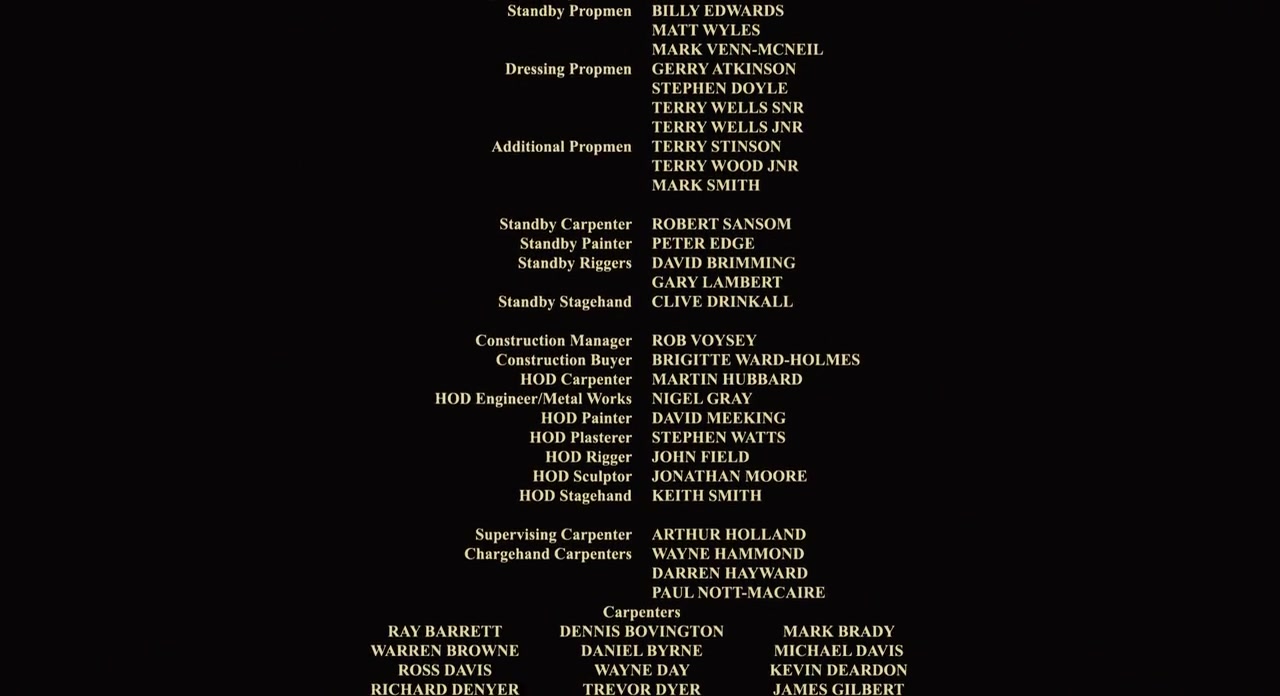 Standby Propmen BILLY EDWARDS
MATT WYLES
MARK VENN-MCNEIL
Dressing Propmen GERRY ATKINSON
STEPHEN DOYLE
TERRY WELLS SNR
TERRY WELLS JNR
Additional Propmen TERRY STINSON
TERRY WOOD JNR
MARK SMITH
Standby Carpenter ROBERT SANSOM
Standby Painter PETER EDGE
Standby Riggers DAVID BRIMMING
GARY LAMBERT
Standby Stagehand CLIVE DRINKALL
Construction Manager ROB VOYSEY
Construction Buyer BRIGITTE WARD-HOLMES
HOD Carpenter MARTIN HUBBARD
HOD Engineer/Metal Works NIGEL GRAY
HOD Painter DAVID MEEKING
HOD Plasterer STEPHEN WATTS
HOD Rigger JOHN FIELD
HOD Sculptor JONATHAN MOORE
HOD Stagehand KEITH SMITH
Supervising Carpenter ARTHUR HOLLAND
Chargehand Carpenters WAYNE HAMMOND
DARREN HAYWARD
PAUL NOTT-MACAIRE
Carpenters
RAY BARRETT DENNIS BOVINGTON MARK BRADY
WARREN BROWNE DANIEL BYRNE MICHAEL DAVIS
ROSS DAVIS WAYNE DAY KEVIN DEARDON
RICHARD DENYER TREVOR DYER JAMES GILBERT